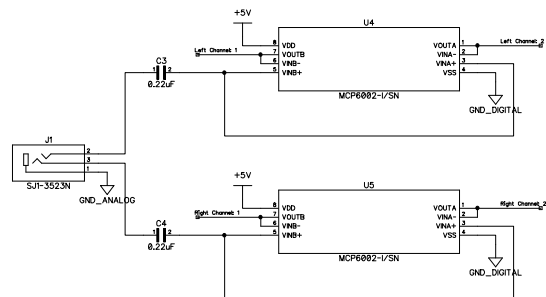 +5V
U4
8 VDD VOUTA 1
Left Channel 1
7 VOUTB VINA- 2
Left Channel 2
6 VINB- VINA+ 3
5 VINB+ VSS 4
MCP6002-I/SN
GND_DIGITAL
C3
1 2
0.22uF
J1
2
3
1
SJ1-3523N
GND_ANALOG
+5V
U5
8 VDD VOUTA 1
Right Channel 1
7 VOUTB VINA- 2
Right Channel 2
6 VINB- VINA+ 3
5 VINB+ VSS 4
MCP6002-I/SN
GND_DIGITAL
C4
1 2
0.22uF